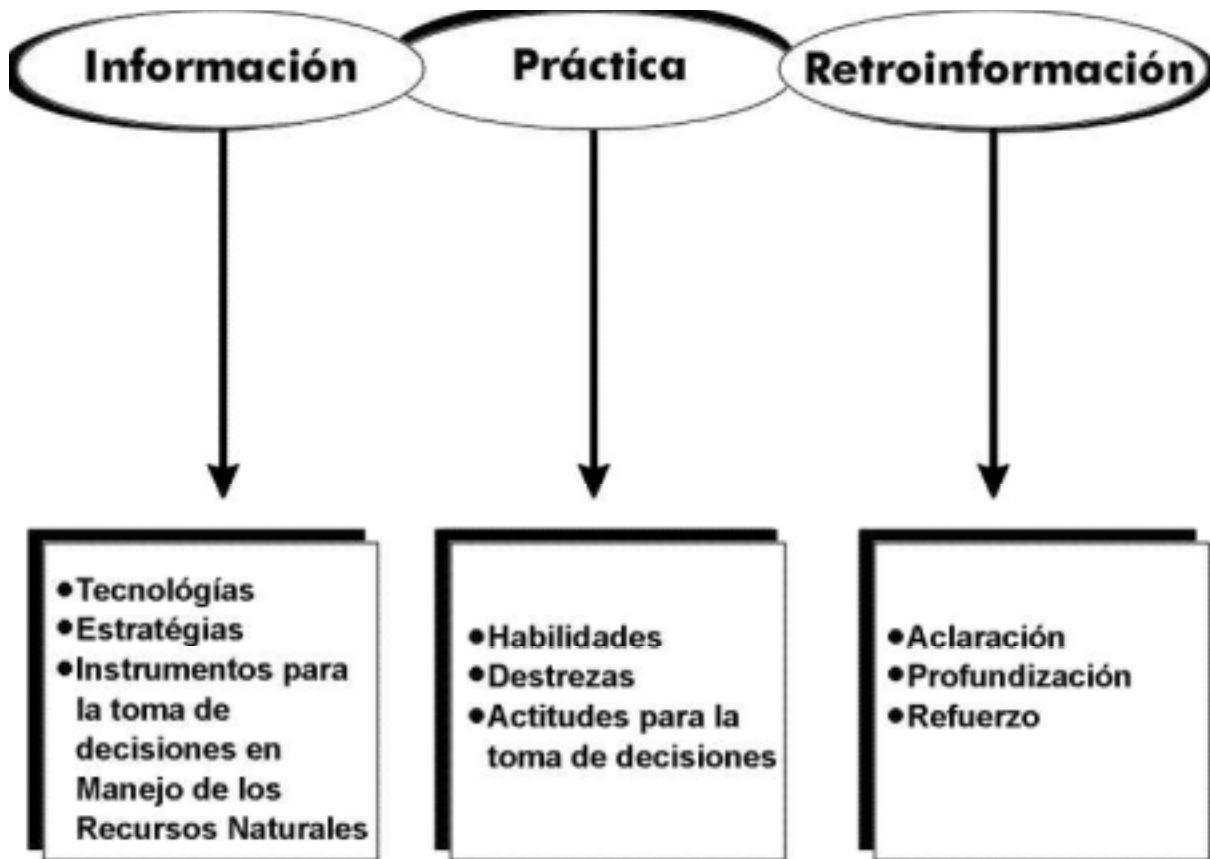 Información
Práctica
Retroinformación
●Tecnológías
●Estratégias
●Instrumentos para
la toma de
decisiones en
Manejo de los
Recursos Naturales
●Habilidades
●Destrezas
●Actitudes para la
toma de decisiones
●Aclaración
●Profundización
●Refuerzo